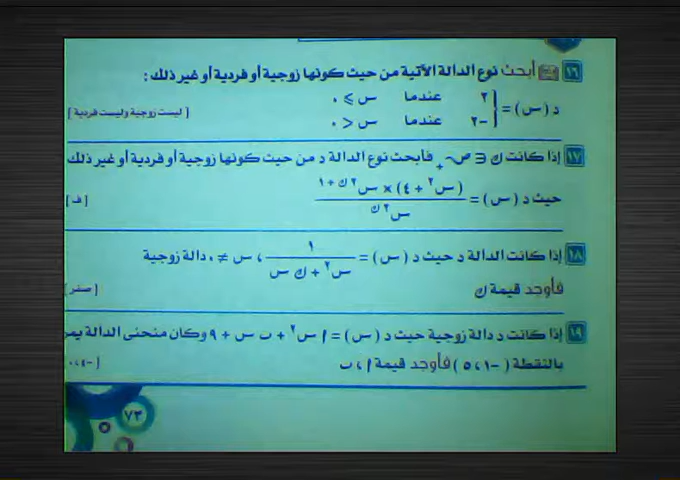 ١٦ أبحث نوع الدالة الآتية من حيث كونها زوجية أو فردية أو غير ذلك :
د (س) = { ٢ عندما س ⩾ ٠
-٢ عندما س < ٠ [ ليست زوجية وليست فردية ]
١٧ إذا كانت ك ∈ ص+ فأبحث نوع الدالة د من حيث كونها زوجية أو فردية أو غير ذلك
حيث د (س) = (س٢ + ٤) × س٢ك + ١ / س٢ك [ف]
١٨ إذا كانت الدالة د حيث د (س) = ١ / س٢ + ك س ، س ≠ ٠ دالة زوجية
فأوجد قيمة ك [ صفر ]
١٩ إذا كانت د دالة زوجية حيث د (س) = ا س٢ + ب س + ٩ وكان منحنى الدالة يمر
بالنقطة (-١ ، ٥) فأوجد قيمة ا ، ب [ -٤ ، ٠
٧٣